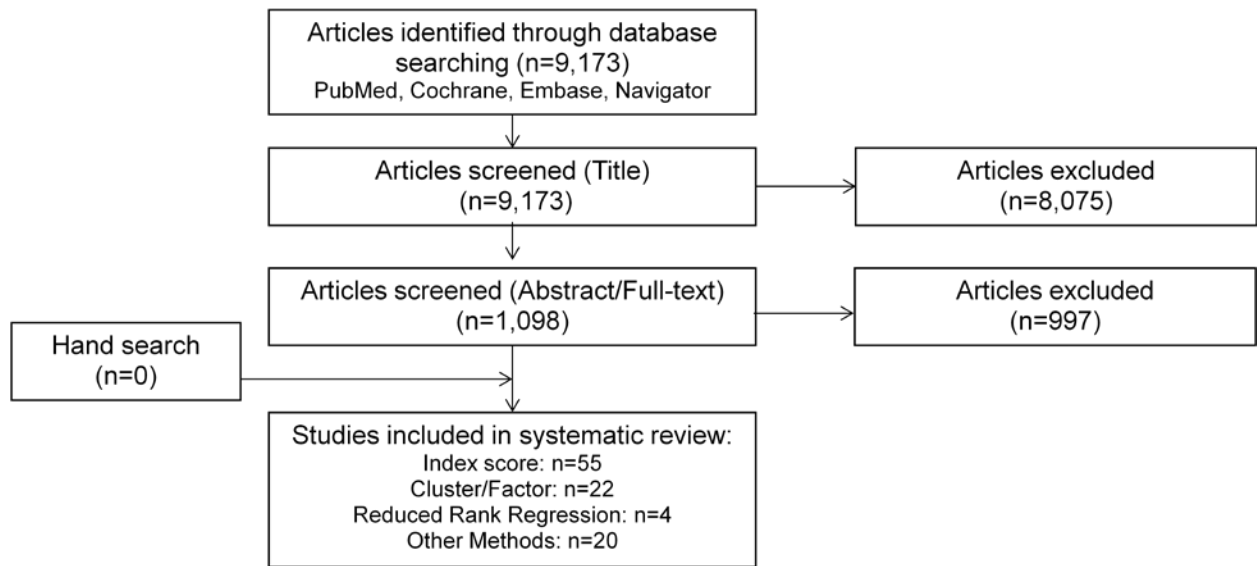 Articles identified through database
searching (n=9,173)
PubMed, Cochrane, Embase, Navigator
Articles screened (Title)
(n=9,173)
Articles excluded
(n=8,075)
Articles screened (Abstract/Full-text)
(n=1,098)
Articles excluded
(n=997)
Hand search
(n=0)
Studies included in systematic review:
Index score: n=55
Cluster/Factor: n=22
Reduced Rank Regression: n=4
Other Methods: n=20